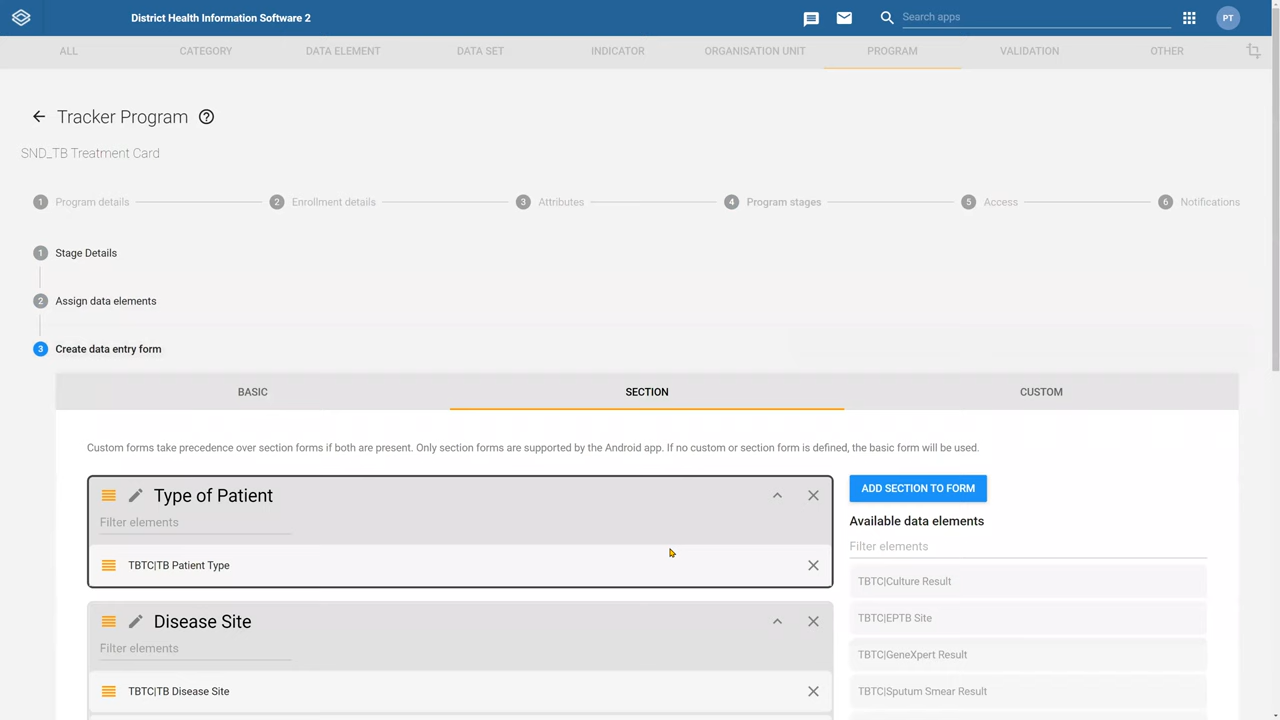 District Health Information Software 2
Search apps
PT
ALL CATEGORY DATA ELEMENT DATA SET INDICATOR ORGANISATION UNIT PROGRAM VALIDATION OTHER
Tracker Program
SND_TB Treatment Card
1 Program details 2 Enrollment details 3 Attributes 4 Program stages 5 Access 6 Notifications
1 Stage Details
2 Assign data elements
3 Create data entry form
BASIC SECTION CUSTOM
Custom forms take precedence over section forms if both are present. Only section forms are supported by the Android app. If no custom or section form is defined, the basic form will be used.
Type of Patient
Filter elements
TBTC|TB Patient Type
Disease Site
Filter elements
TBTC|TB Disease Site
ADD SECTION TO FORM
Available data elements
Filter elements
TBTC|Culture Result
TBTC|EPTB Site
TBTC|GeneXpert Result
TBTC|Sputum Smear Result